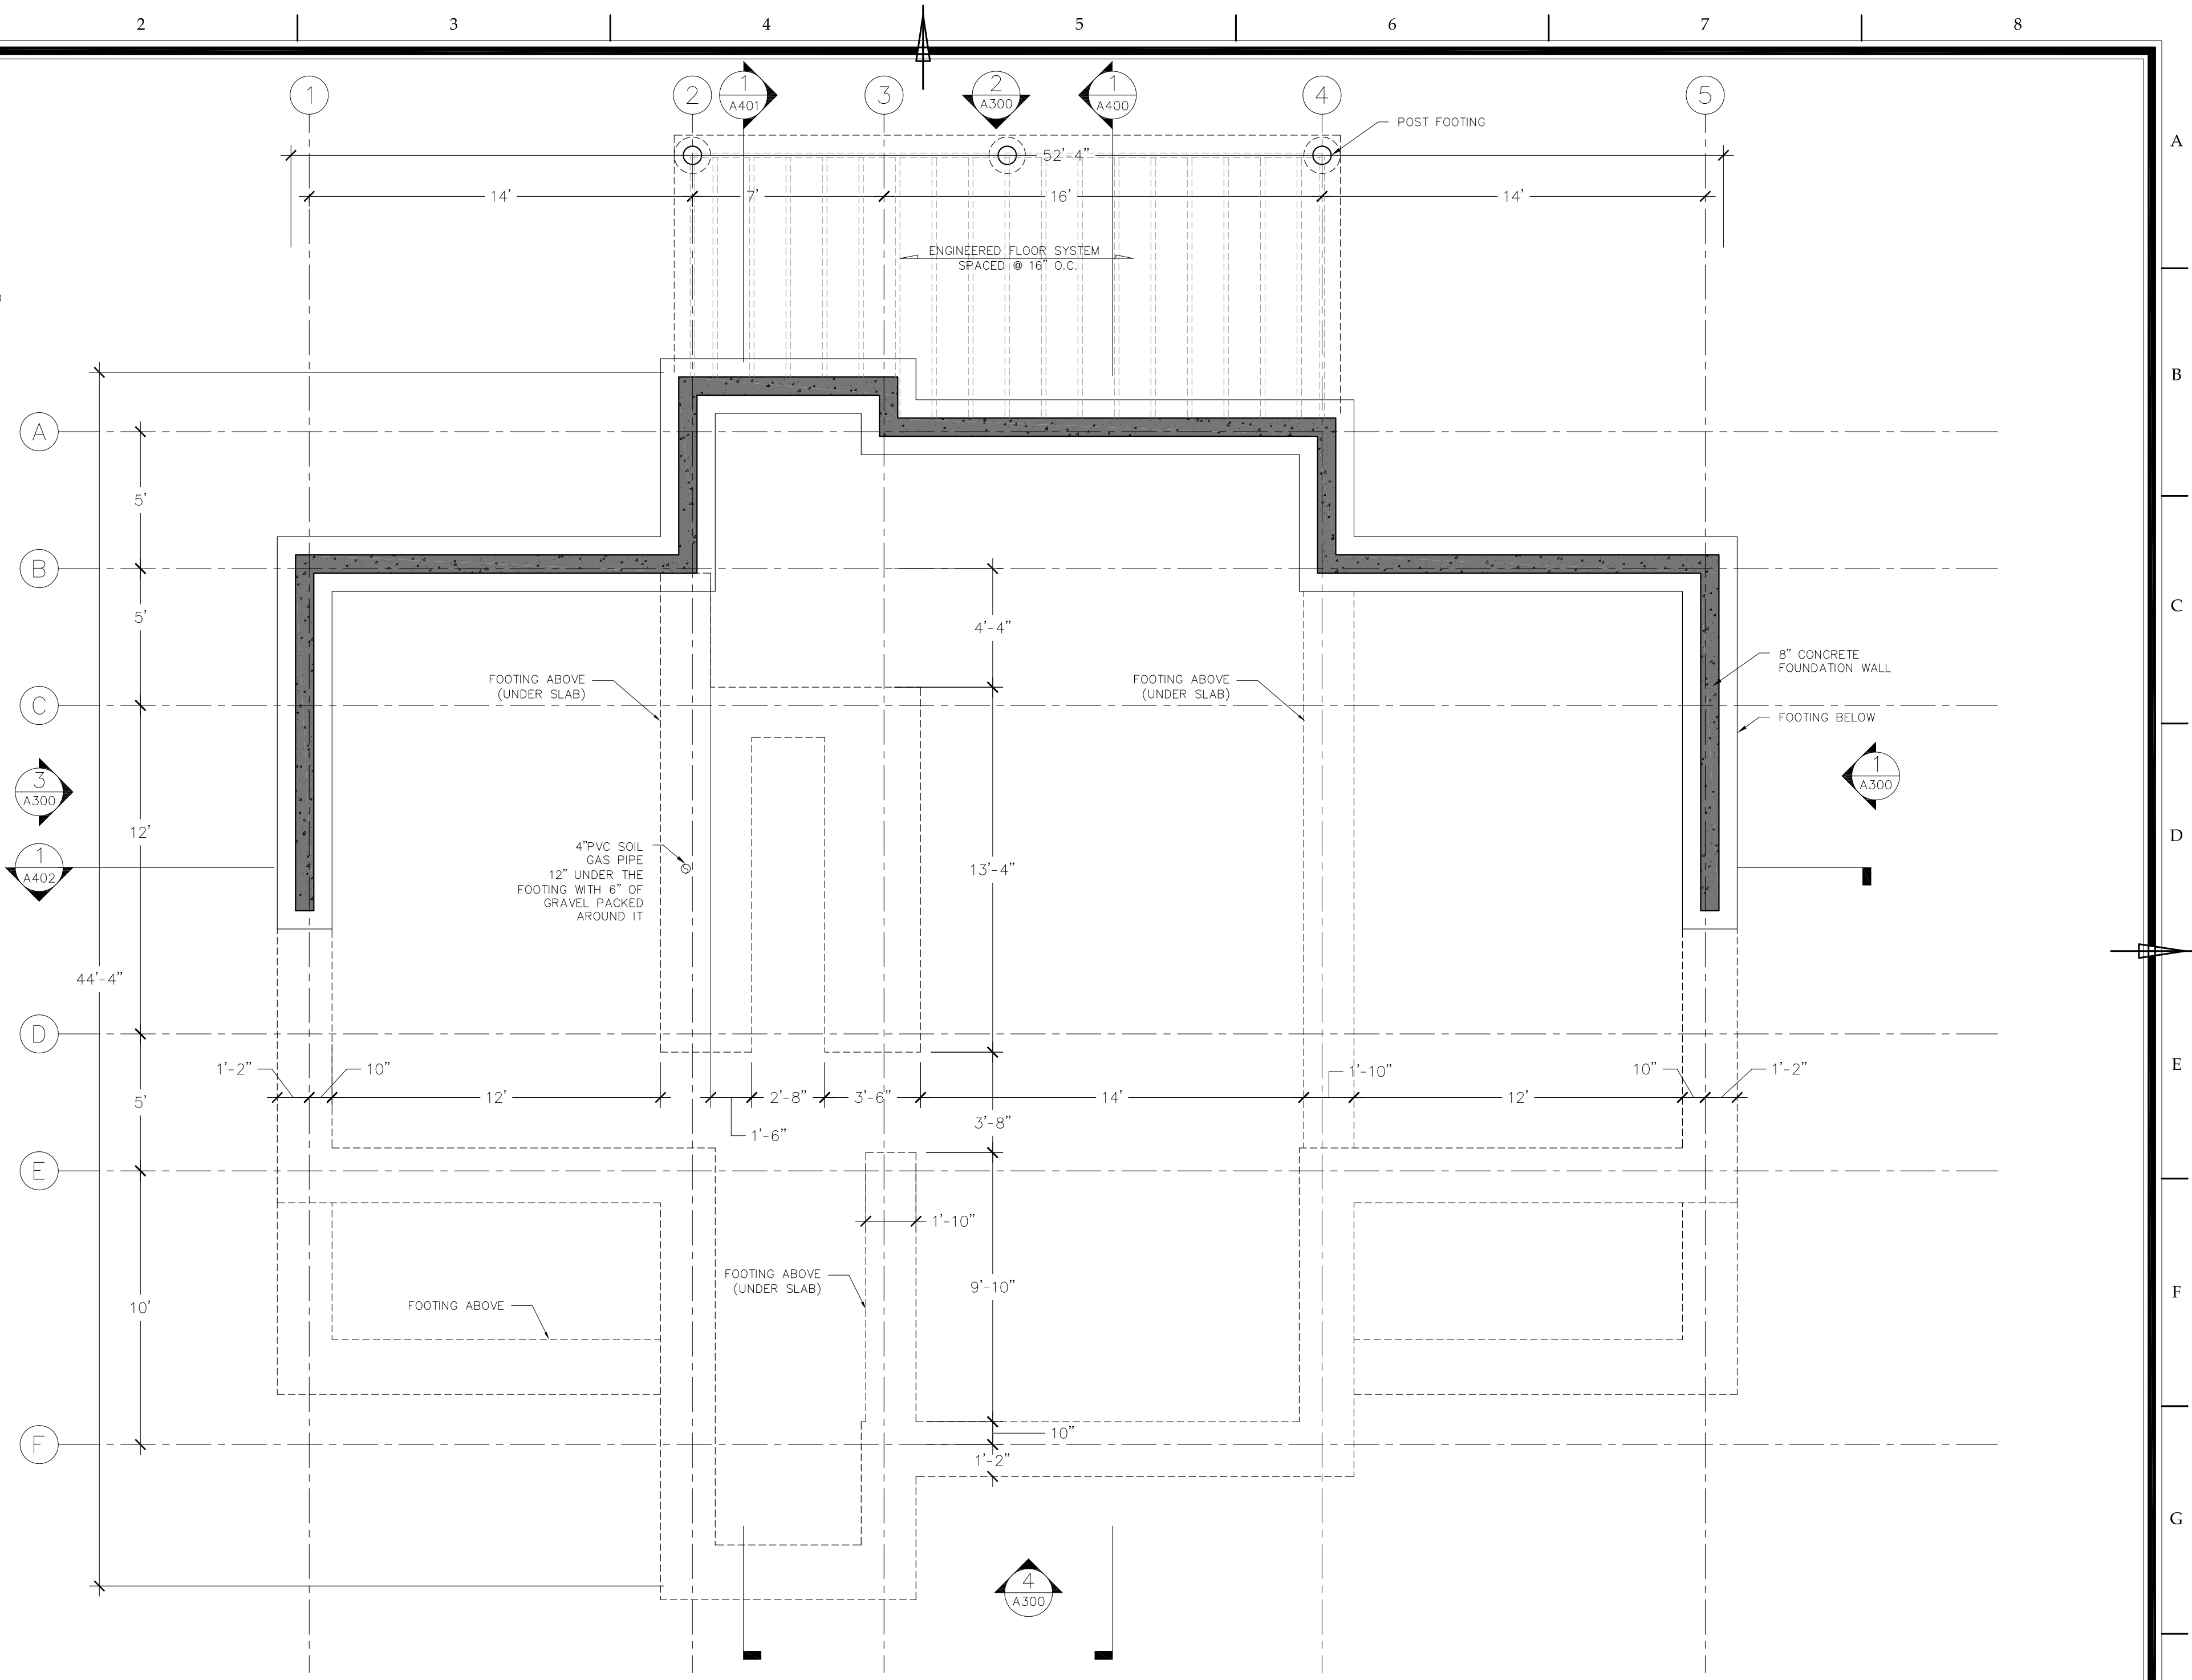 2 3 4 5 6 7 8
1 2 3 4 5
1
A401
2
A300
1
A400
POST FOOTING
A
52'-4"
14' 7' 16' 14'
ENGINEERED FLOOR SYSTEM
SPACED @ 16" O.C.
B
A
5'
B
C
5'
4'-4"
8" CONCRETE
FOUNDATION WALL
FOOTING ABOVE
(UNDER SLAB)
FOOTING ABOVE
(UNDER SLAB)
C
FOOTING BELOW
3
A300
1
A300
12'
D
4"PVC SOIL
GAS PIPE
12" UNDER THE
FOOTING WITH 6" OF
GRAVEL PACKED
AROUND IT
13'-4"
1
A402
44'-4"
D
E
1'-2" 10" 12' 1'-6" 2'-8" 3'-6" 14' 1'-10" 12' 10" 1'-2"
5'
3'-8"
E
1'-10"
FOOTING ABOVE
(UNDER SLAB)
9'-10"
FOOTING ABOVE
10'
F
F
10"
1'-2"
G
4
A300